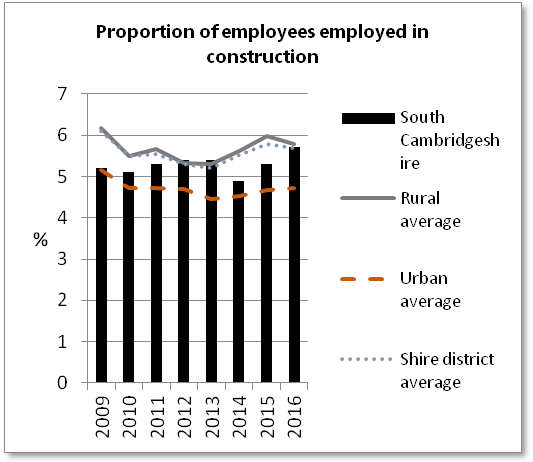 Proportion of employees employed in
construction
7
6
5
4
3
2
1
0
%
2009
2010
2011
2012
2013
2014
2015
2016
South
Cambridgesh
ire
Rural
average
Urban
average
Shire district
average